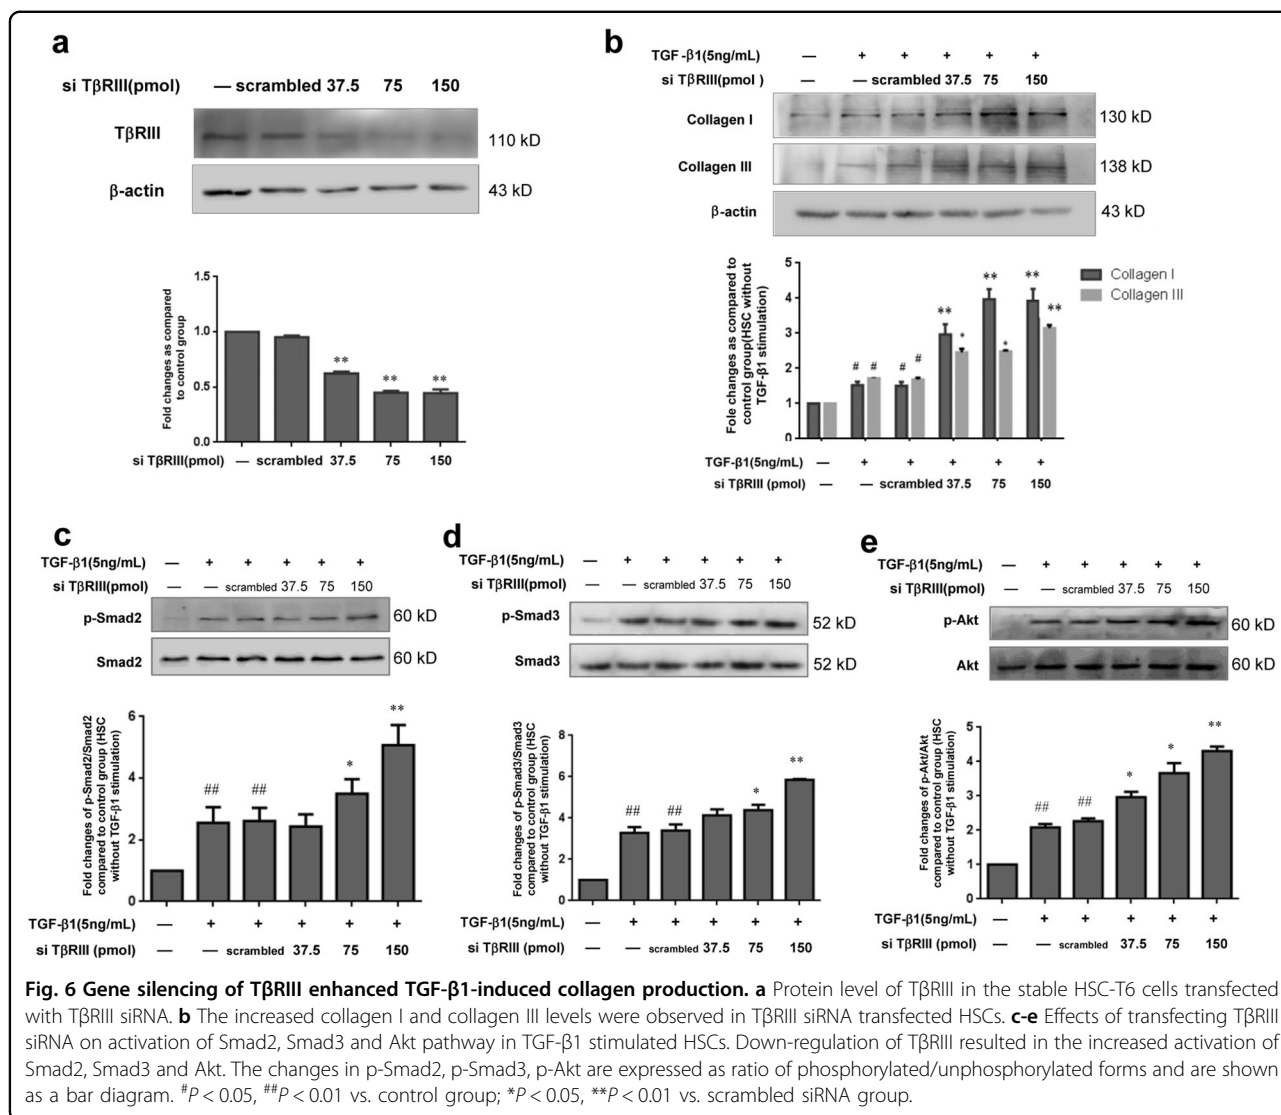 a
si TβRIII(pmol) — scrambled 37.5 75 150
TβRIII 110 kD
β-actin 43 kD
Fold changes as compared
to control group
1.5
1.0
0.5
0.0
** ** **
si TβRIII(pmol) — scrambled 37.5 75 150
b
TGF-β1(5ng/mL) — + + + + +
si TβRIII(pmol ) — — scrambled 37.5 75 150
Collagen I 130 kD
Collagen III 138 kD
β-actin 43 kD
Fole changes as compared to
control group(HSC without
TGF-β1 stimulation)
5
4
3
2
1
# # # # ** * ** * ** **
Collagen I
Collagen III
TGF-β1(5ng/mL) — + + + + +
si TβRIII (pmol) — — scrambled 37.5 75 150
c
TGF-β1(5ng/mL) — + + + + +
si TβRIII(pmol) — — scrambled 37.5 75 150
p-Smad2 60 kD
Smad2 60 kD
Fold changes of p-Smad2/Smad2
compared to control group (HSC
without TGF-β1 stimulation)
6
4
2
0
## ## * **
TGF-β1(5ng/mL) — + + + + +
si TβRIII (pmol) — — scrambled 37.5 75 150
d
TGF-β1(5ng/mL) — + + + + +
si TβRIII(pmol) — — scrambled 37.5 75 150
p-Smad3 52 kD
Smad3 52 kD
Fold changes of p-Smad3/Smad3
compared to control group (HSC
without TGF-β1 stimulation)
8
6
4
2
0
## ## * **
TGF-β1(5ng/mL) — + + + + +
si TβRIII (pmol) — — scrambled 37.5 75 150
e
TGF-β1(5ng/mL) — + + + + +
si TβRIII(pmol) — — scrambled 37.5 75 150
p-Akt 60 kD
Akt 60 kD
Fold changes of p-Akt/Akt
compared to control group (HSC
without TGF-β1 stimulation)
5
4
3
2
1
0
## ## * * **
TGF-β1(5ng/mL) — + + + + +
si TβRIII (pmol) — — scrambled 37.5 75 150
Fig. 6 Gene silencing of TβRIII enhanced TGF-β1-induced collagen production. a Protein level of TβRIII in the stable HSC-T6 cells transfected
with TβRIII siRNA. b The increased collagen I and collagen III levels were observed in TβRIII siRNA transfected HSCs. c-e Effects of transfecting TβRIII
siRNA on activation of Smad2, Smad3 and Akt pathway in TGF-β1 stimulated HSCs. Down-regulation of TβRIII resulted in the increased activation of
Smad2, Smad3 and Akt. The changes in p-Smad2, p-Smad3, p-Akt are expressed as ratio of phosphorylated/unphosphorylated forms and are shown
as a bar diagram. #P < 0.05, ##P < 0.01 vs. control group; *P < 0.05, **P < 0.01 vs. scrambled siRNA group.